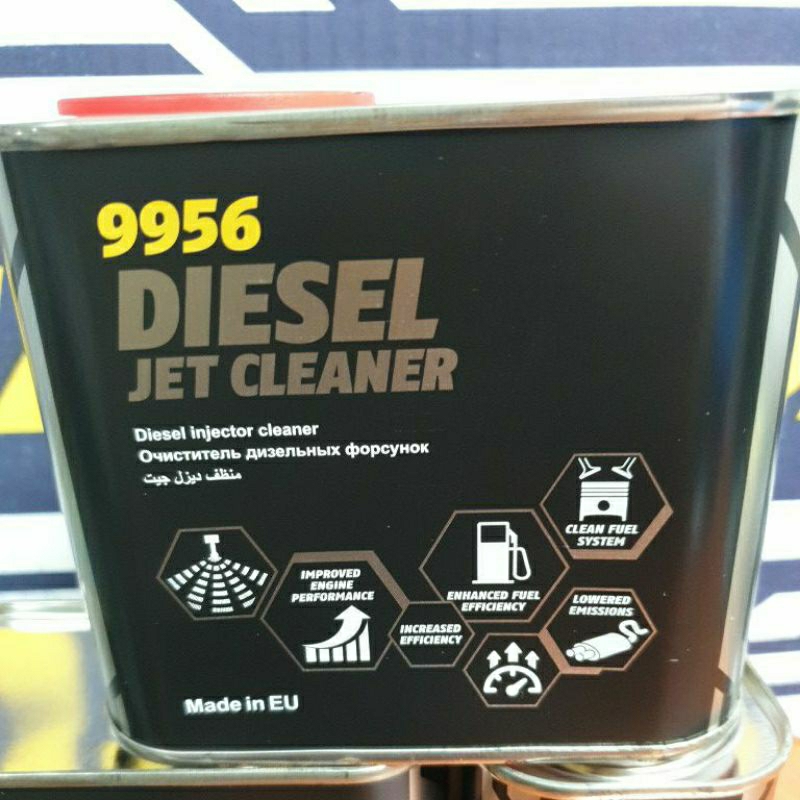 9956
DIESEL
JET CLEANER
Diesel injector cleaner
Очиститель дизельных форсунок
منظف ديزل جيت
CLEAN FUEL
SYSTEM
IMPROVED
ENGINE
PERFORMANCE
ENHANCED FUEL
EFFICIENCY
LOWERED
EMISSIONS
INCREASED
EFFICIENCY
Made in EU